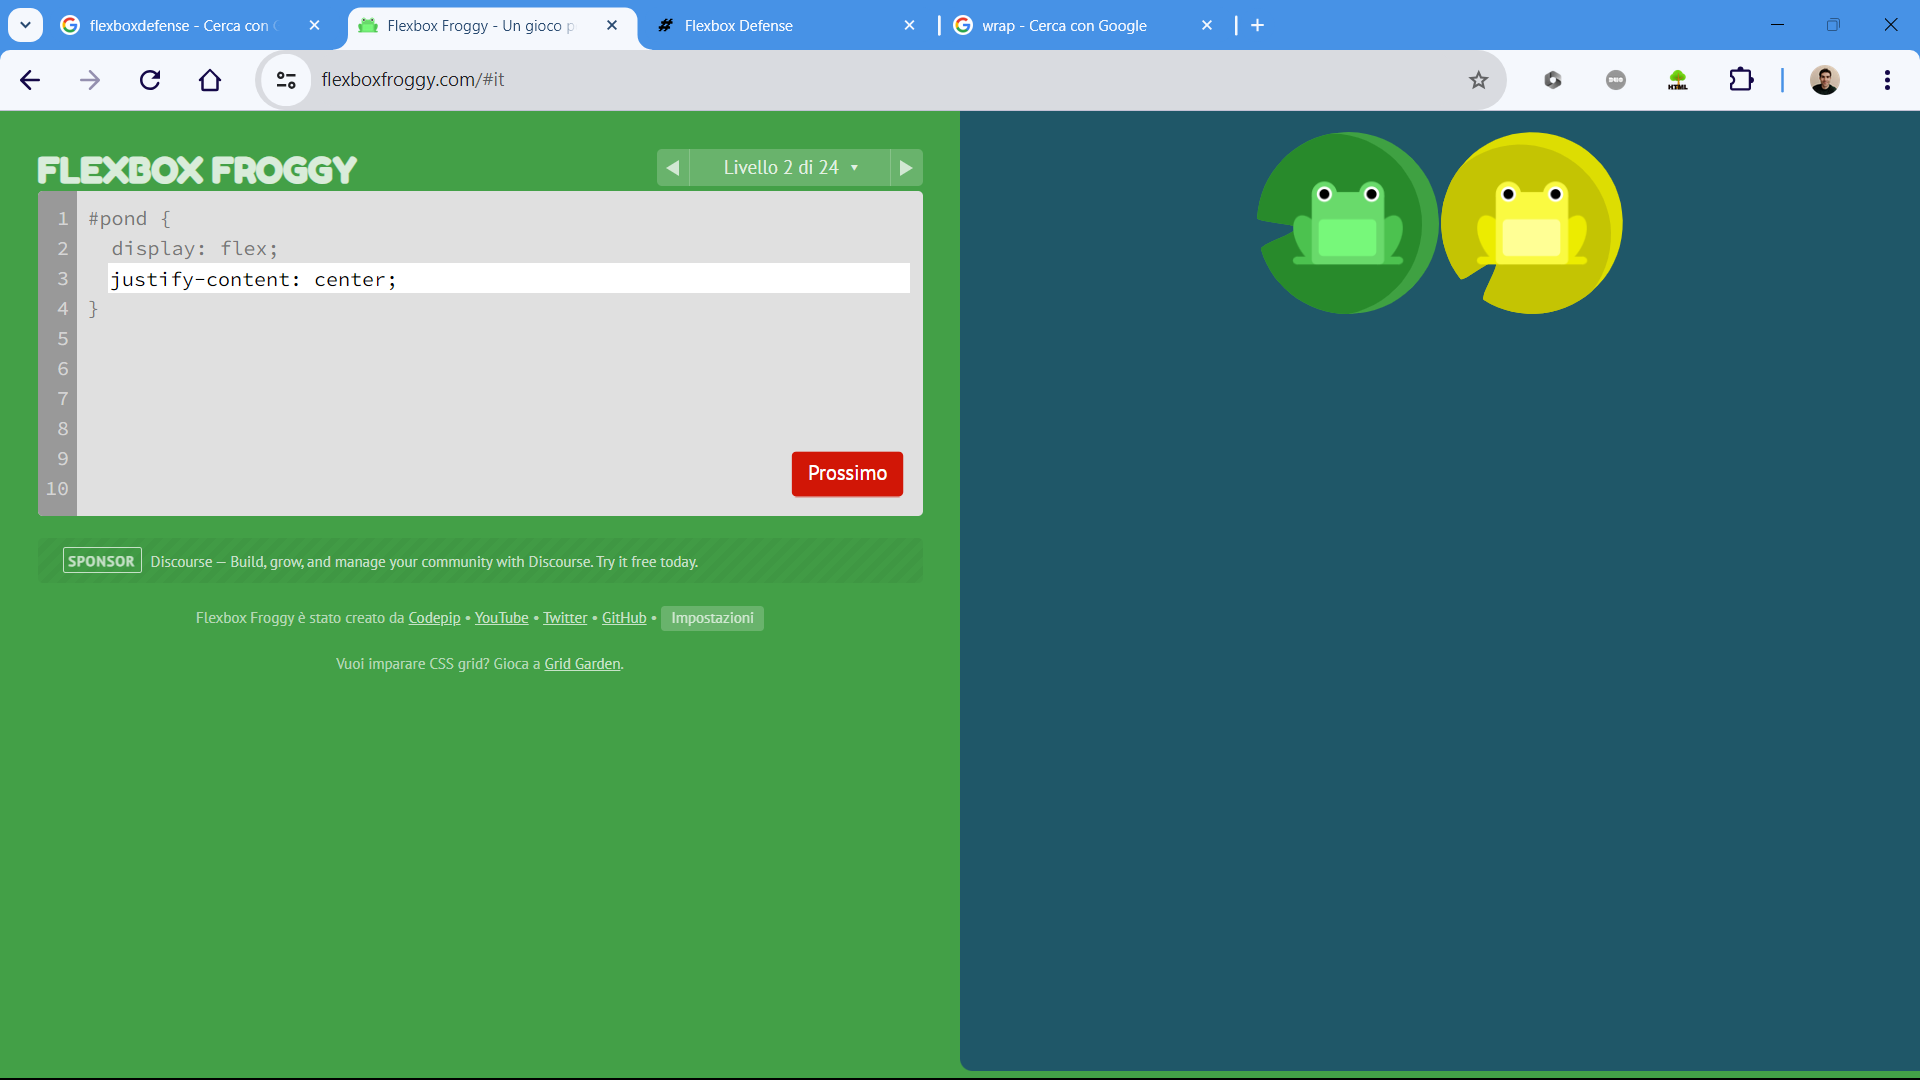 flexboxdefense - Cerca con
Flexbox Froggy - Un gioco p
Flexbox Defense
wrap - Cerca con Google
flexboxfroggy.com/#it
HTML
FLEXBOX FROGGY
Livello 2 di 24
1 #pond {
2 display: flex;
3 justify-content: center;
4 }
5
6
7
8
9
10
Prossimo
SPONSOR Discourse — Build, grow, and manage your community with Discourse. Try it free today.
Flexbox Froggy è stato creato da Codepip • YouTube • Twitter • GitHub • Impostazioni
Vuoi imparare CSS grid? Gioca a Grid Garden.